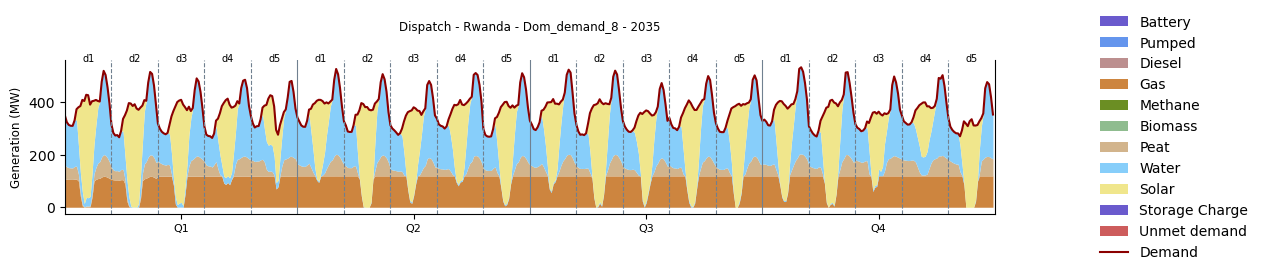 Dispatch - Rwanda - Dom_demand_8 - 2035
d1 d2 d3 d4 d5 d1 d2 d3 d4 d5 d1 d2 d3 d4 d5 d1 d2 d3 d4 d5
Generation (MW)
400
200
0
Q1 Q2 Q3 Q4
Battery
Pumped
Diesel
Gas
Methane
Biomass
Peat
Water
Solar
Storage Charge
Unmet demand
Demand